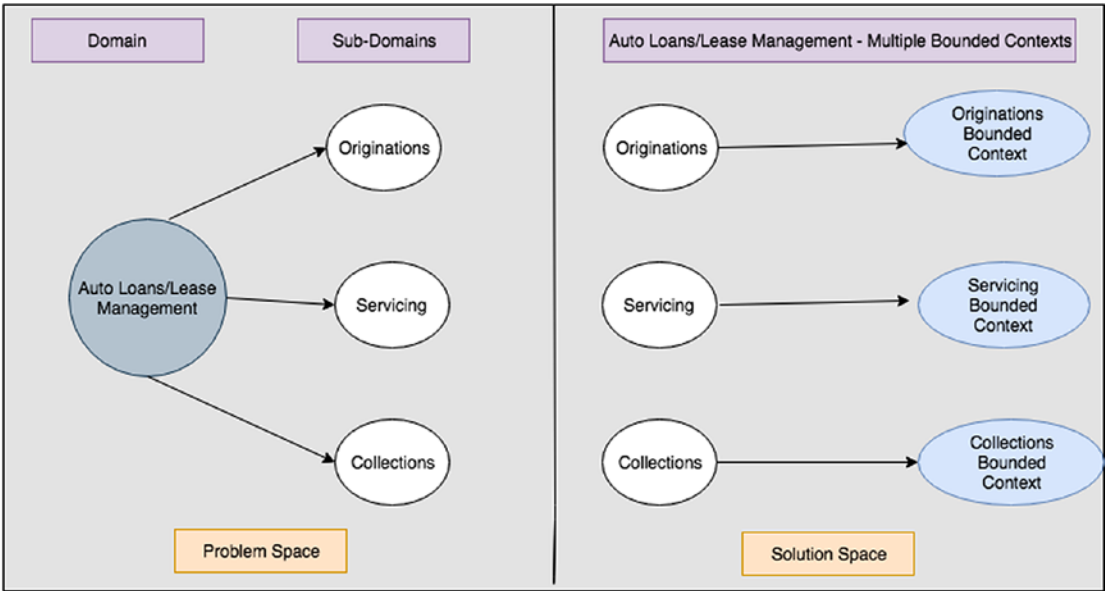 Domain
Sub-Domains
Originations
Auto Loans/Lease
Management
Servicing
Collections
Problem Space
Auto Loans/Lease Management - Multiple Bounded Contexts
Originations
Originations
Bounded
Context
Servicing
Servicing
Bounded
Context
Collections
Collections
Bounded
Context
Solution Space